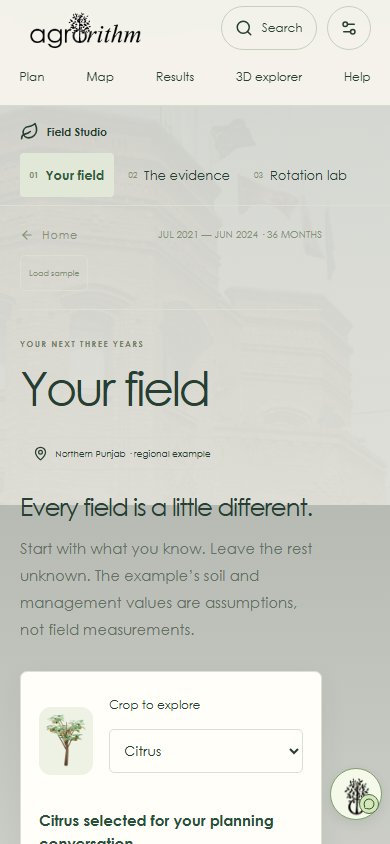 agrorithm
Search
Plan
Map
Results
3D explorer
Help
Field Studio
01 Your field
02 The evidence
03 Rotation lab
Home
JUL 2021 — JUN 2024 · 36 MONTHS
Load sample
YOUR NEXT THREE YEARS
Your field
Northern Punjab · regional example
Every field is a little different.
Start with what you know. Leave the rest
unknown. The example’s soil and
management values are assumptions,
not field measurements.
Crop to explore
Citrus
Citrus selected for your planning
conversation